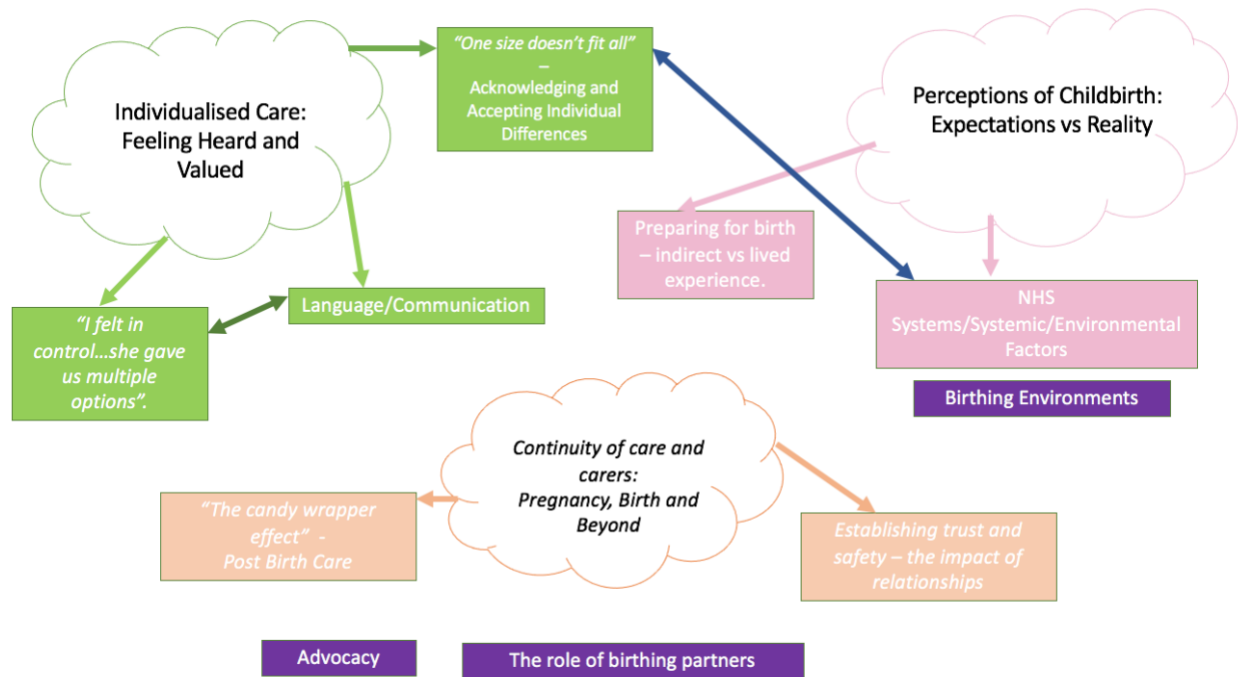 “One size doesn’t fit all”
–
Acknowledging and
Accepting Individual
Differences
Individualised Care:
Feeling Heard and
Valued
Perceptions of Childbirth:
Expectations vs Reality
Preparing for birth
– indirect vs lived
experience.
Language/Communication
NHS
Systems/Systemic/Environmental
Factors
“I felt in
control...she gave
us multiple
options”.
Birthing Environments
Continuity of care and
carers:
Pregnancy, Birth and
Beyond
“The candy wrapper
effect” -
Post Birth Care
Establishing trust and
safety – the impact of
relationships
Advocacy
The role of birthing partners